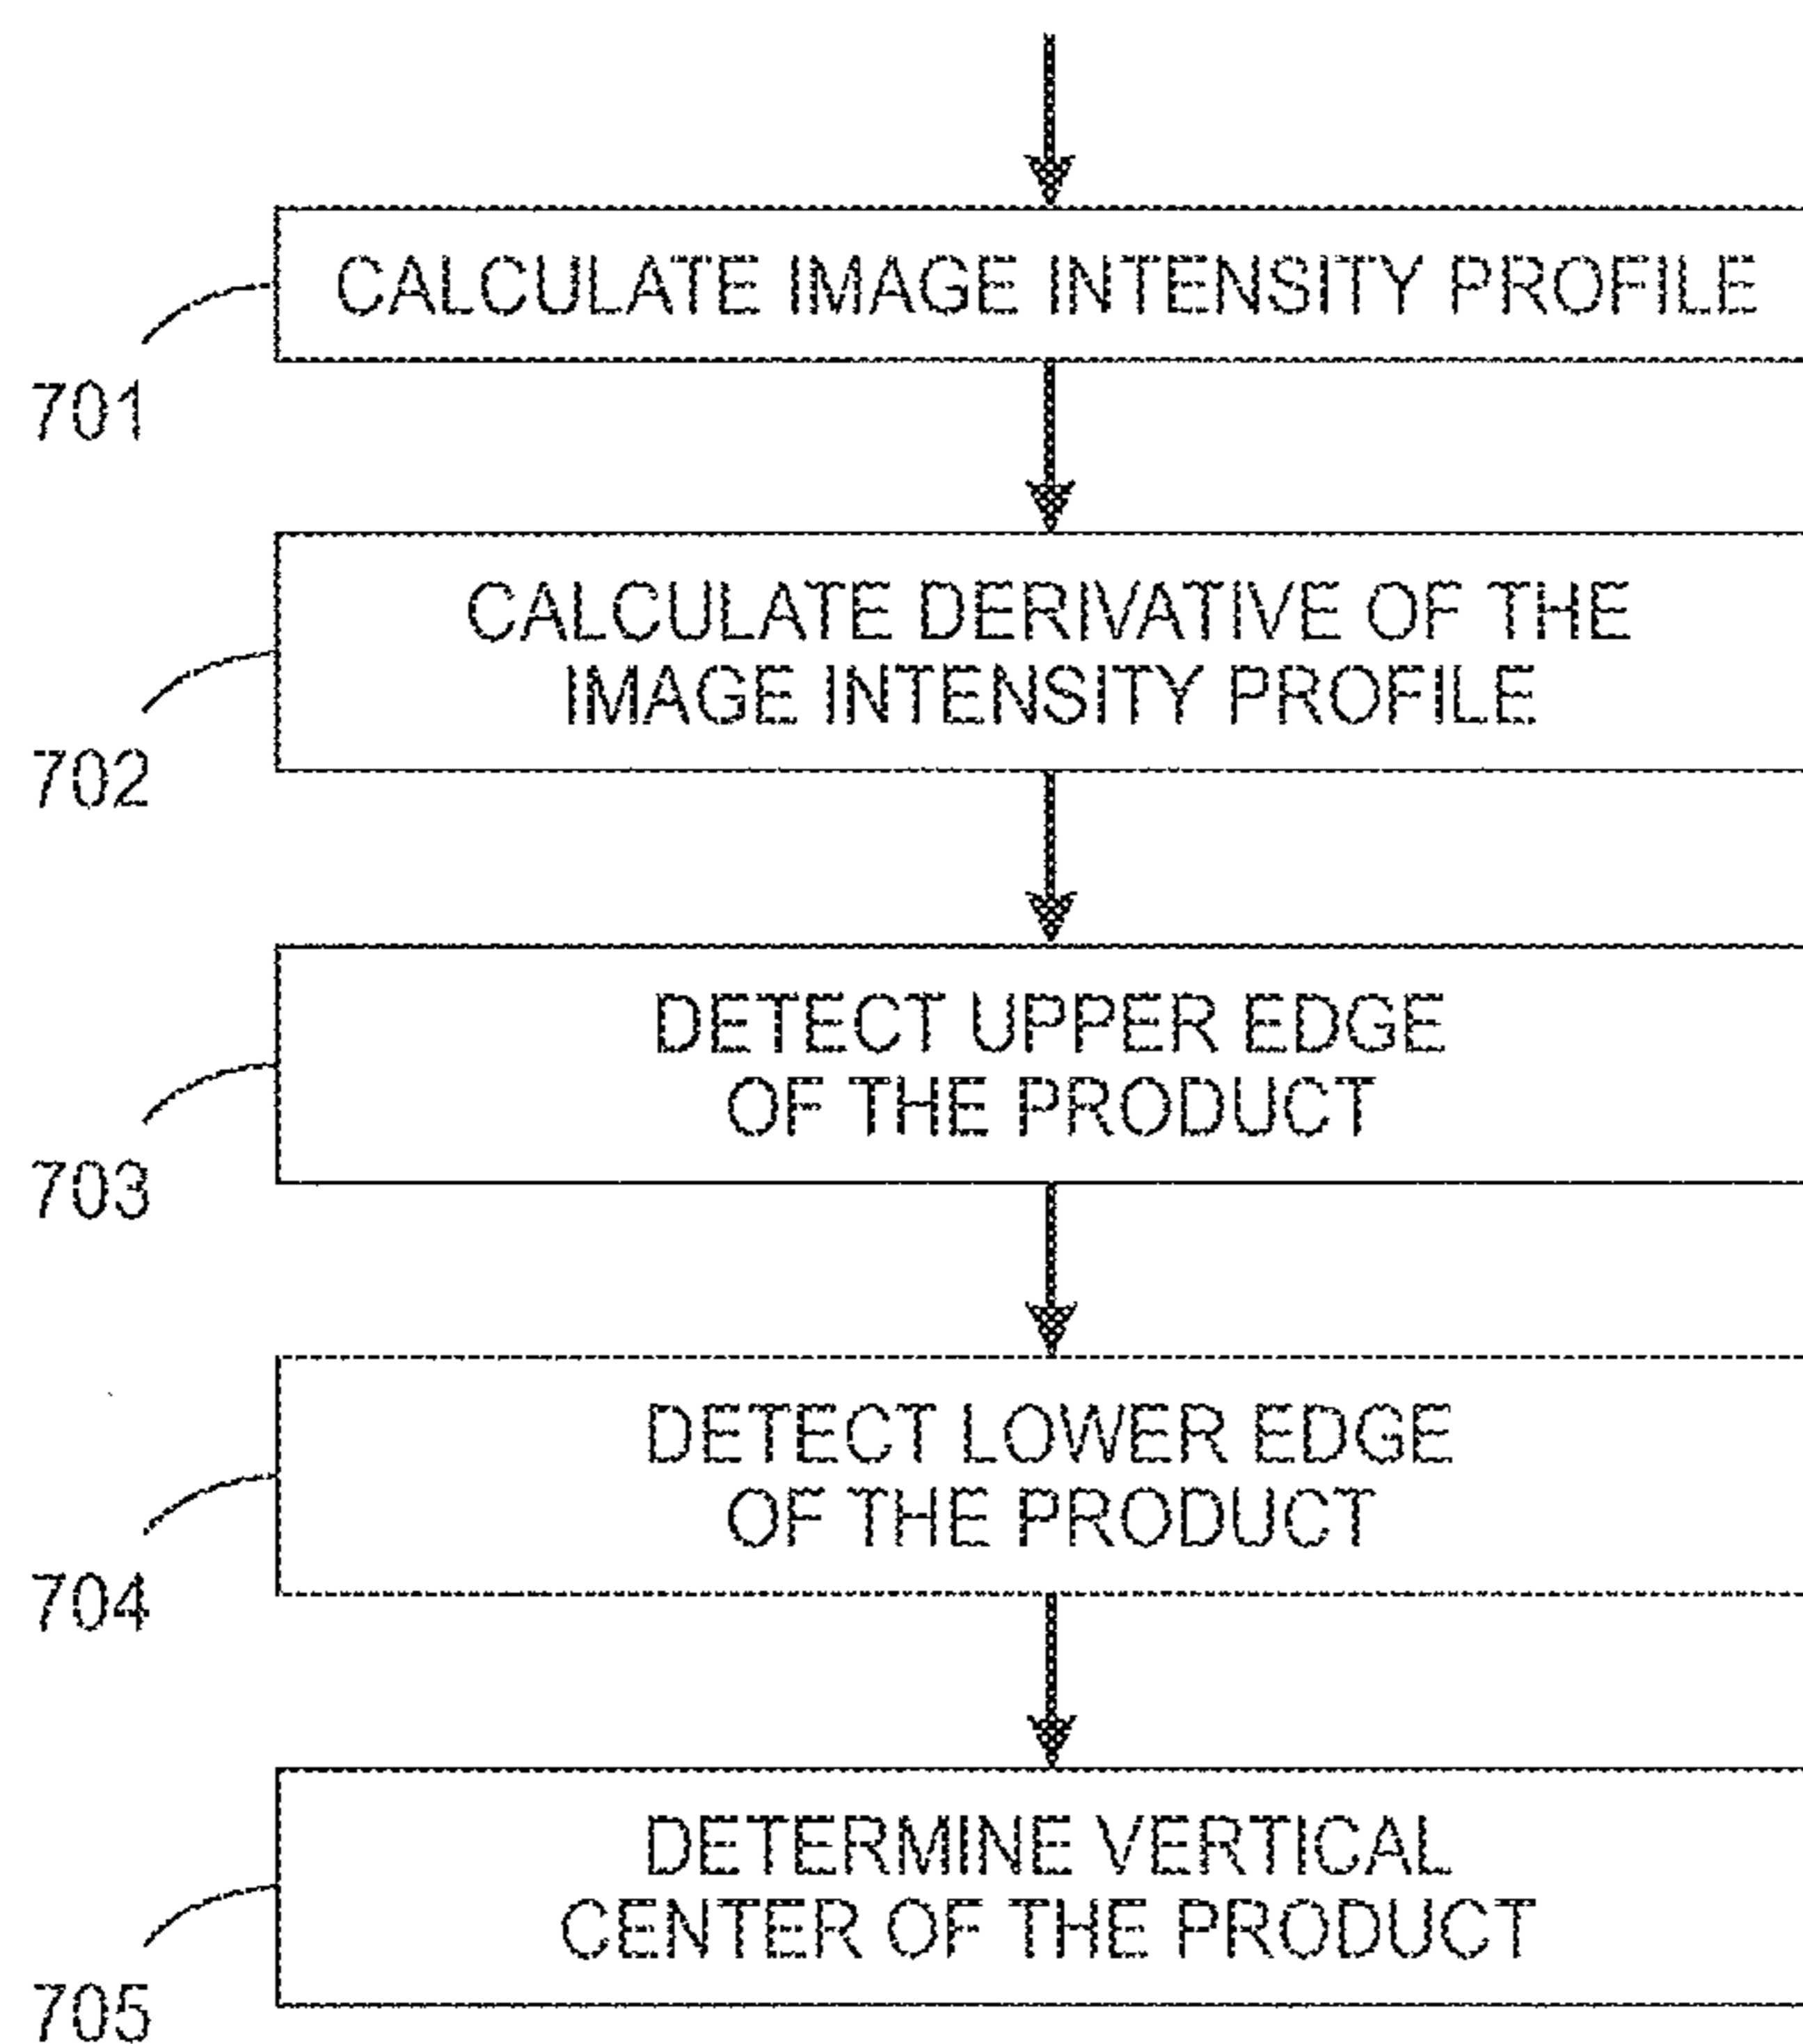 CALCULATE IMAGE INTENSITY PROFILE
701
CALCULATE DERIVATIVE OF THE
IMAGE INTENSITY PROFILE
702
DETECT UPPER EDGE
OF THE PRODUCT
703
DETECT LOWER EDGE
OF THE PRODUCT
704
DETERMINE VERTICAL
CENTER OF THE PRODUCT
705